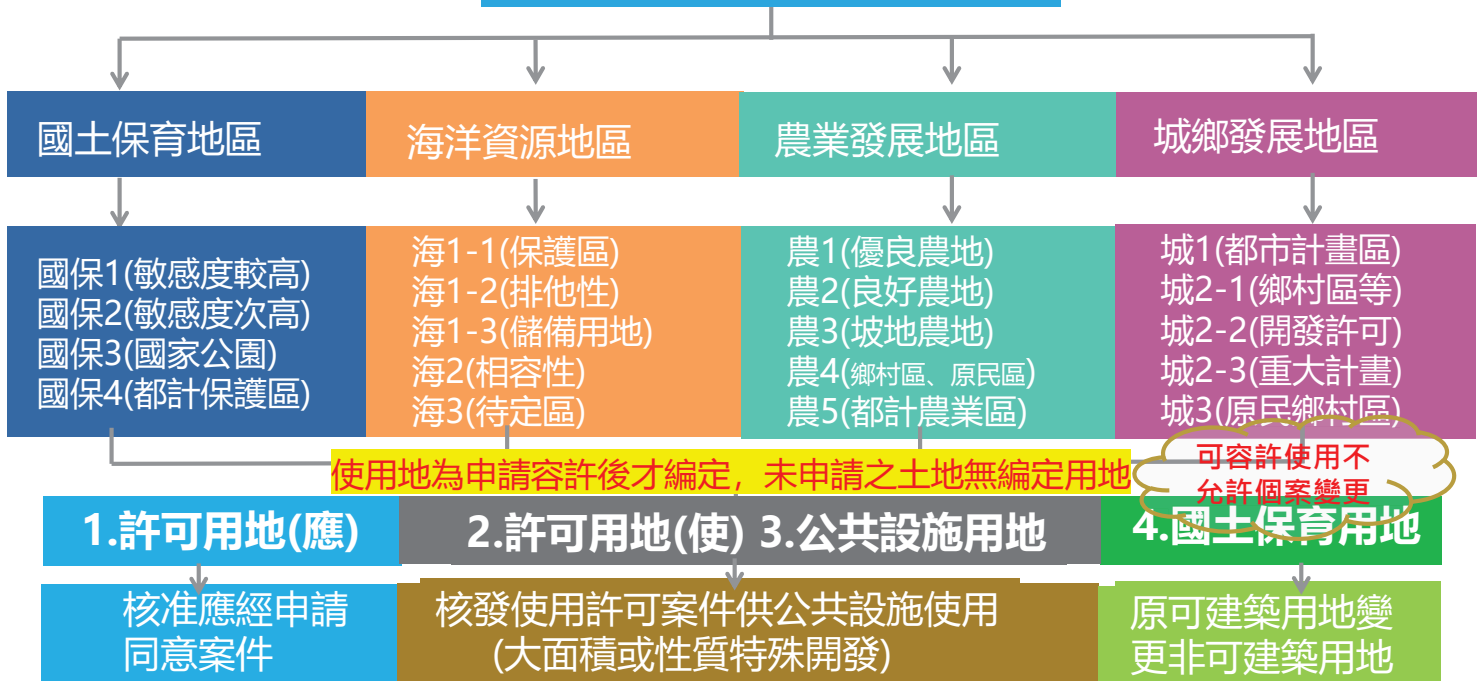 國土保育地區
海洋資源地區
農業發展地區
城鄉發展地區
國保1(敏感度較高)
國保2(敏感度次高)
國保3(國家公園)
國保4(都計保護區)
海1-1(保護區)
海1-2(排他性)
海1-3(儲備用地)
海2(相容性)
海3(待定區)
農1(優良農地)
農2(良好農地)
農3(坡地農地)
農4(鄉村區、原民區)
農5(都計農業區)
城1(都市計畫區)
城2-1(鄉村區等)
城2-2(開發許可)
城2-3(重大計畫)
城3(原民鄉村區)
使用地為申請容許後才編定，未申請之土地無編定用地
可容許使用不
允許個案變更
1.許可用地(應)
2.許可用地(使) 3.公共設施用地
4.國土保育用地
核准應經申請
同意案件
核發使用許可案件供公共設施使用
(大面積或性質特殊開發)
原可建築用地變
更非可建築用地